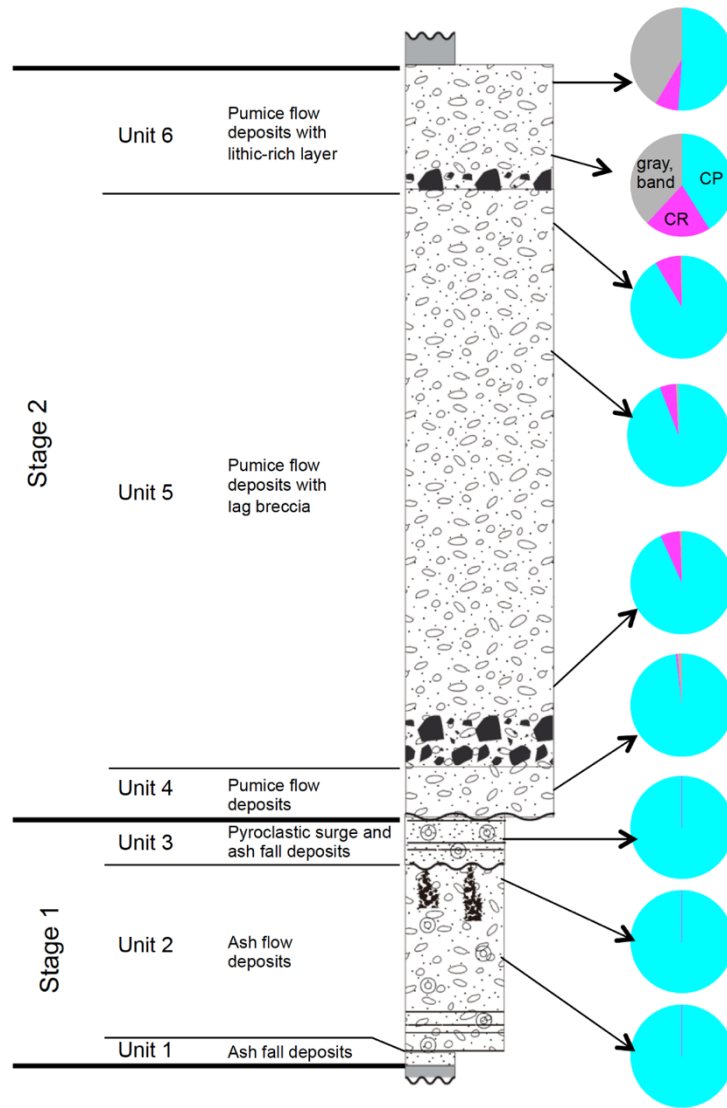 Unit 6
Pumice flow
deposits with
lithic-rich layer
gray,
band
CP
CR
Stage 2
Unit 5
Pumice flow
deposits with
lag breccia
Unit 4
Pumice flow
deposits
Stage 1
Unit 3
Pyroclastic surge and
ash fall deposits
Unit 2
Ash flow
deposits
Unit 1
Ash fall deposits